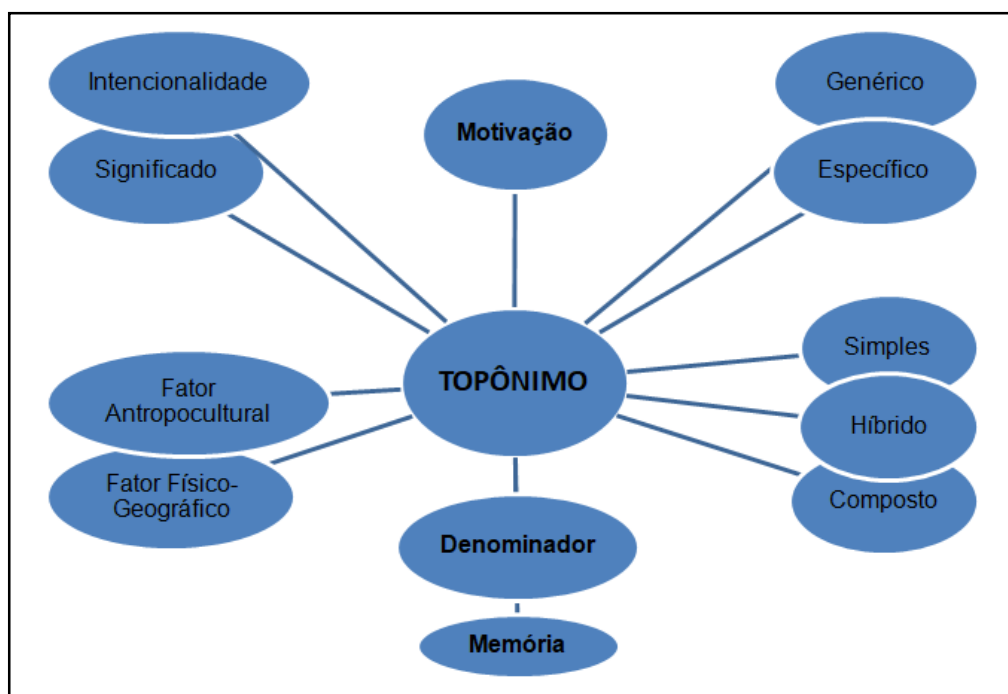 Intencionalidade
Significado
Motivação
Genérico
Específico
TOPÔNIMO
Fator
Antropocultural
Fator Físico-
Geográfico
Simples
Híbrido
Composto
Denominador
Memória